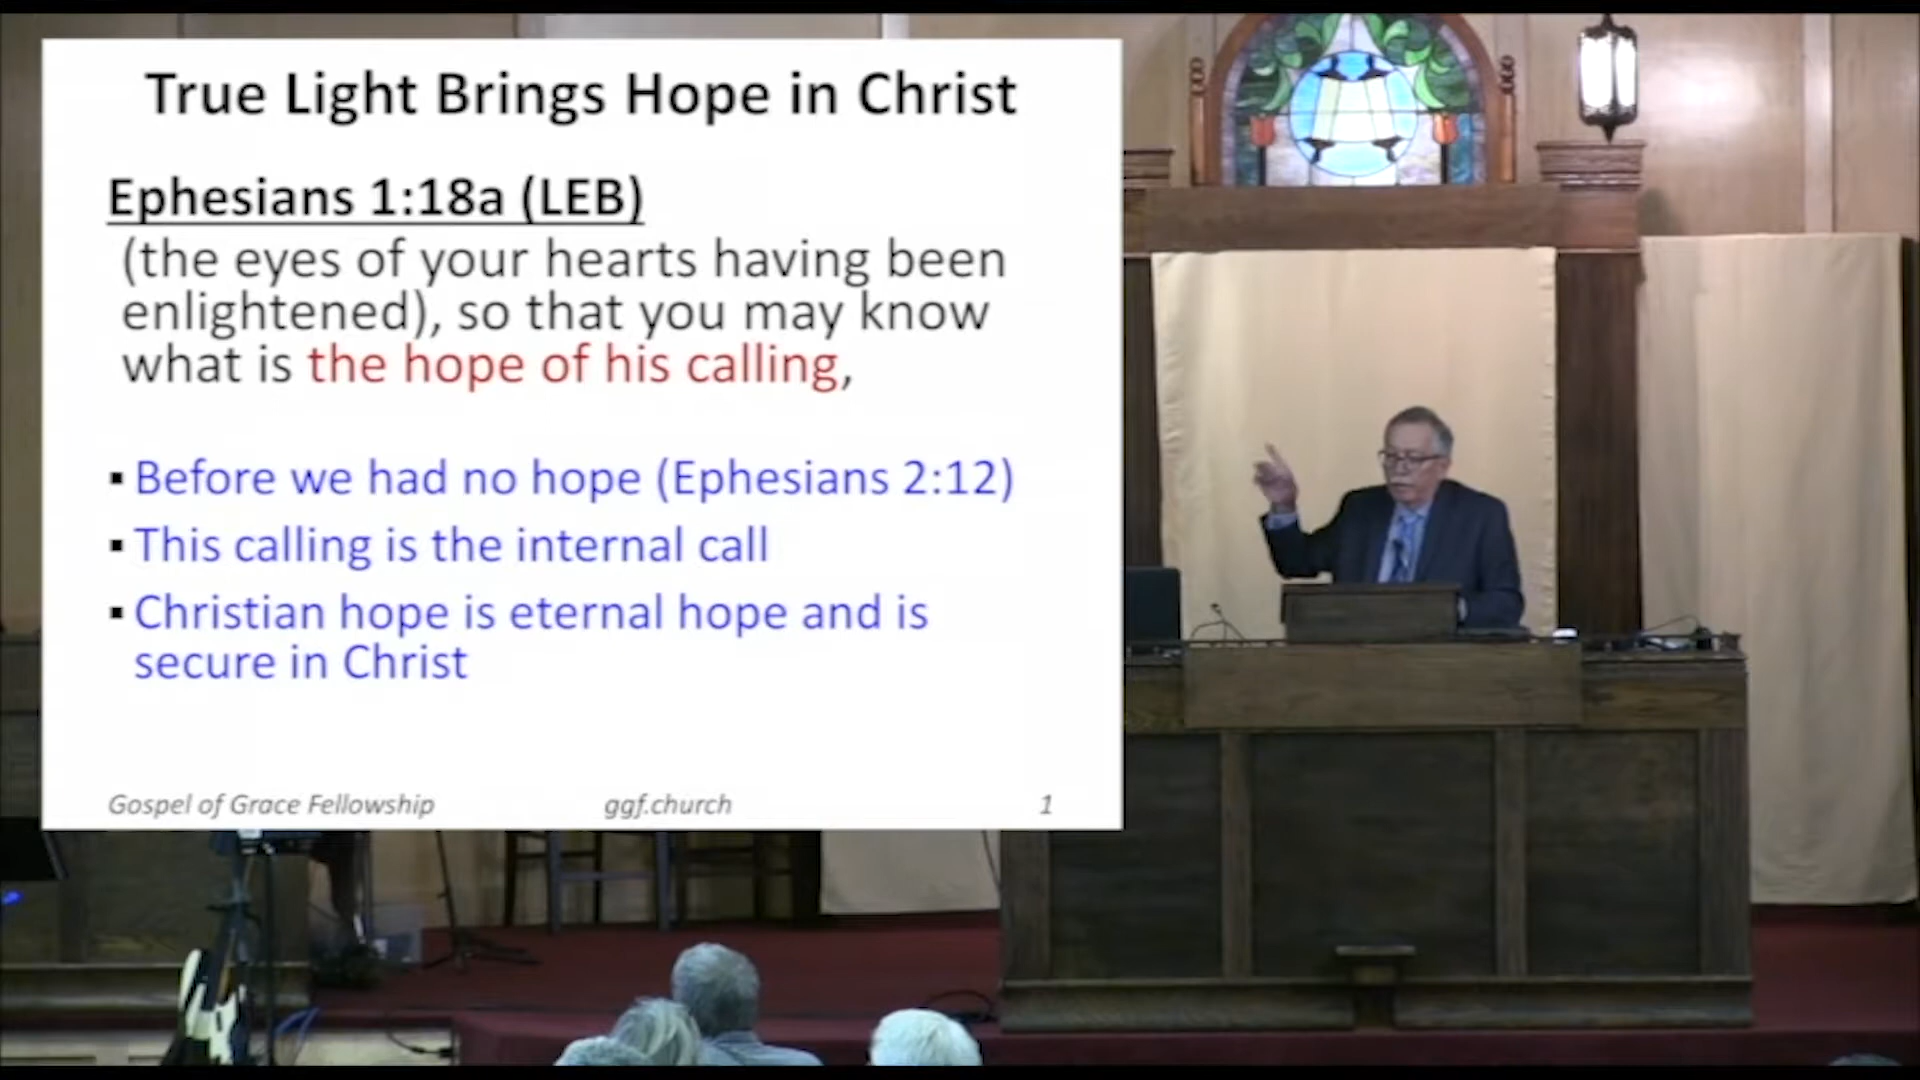 True Light Brings Hope in Christ
Ephesians 1:18a (LEB)
(the eyes of your hearts having been
enlightened), so that you may know
what is the hope of his calling,
▪ Before we had no hope (Ephesians 2:12)
▪ This calling is the internal call
▪ Christian hope is eternal hope and is
secure in Christ
Gospel of Grace Fellowship ggf.church 1